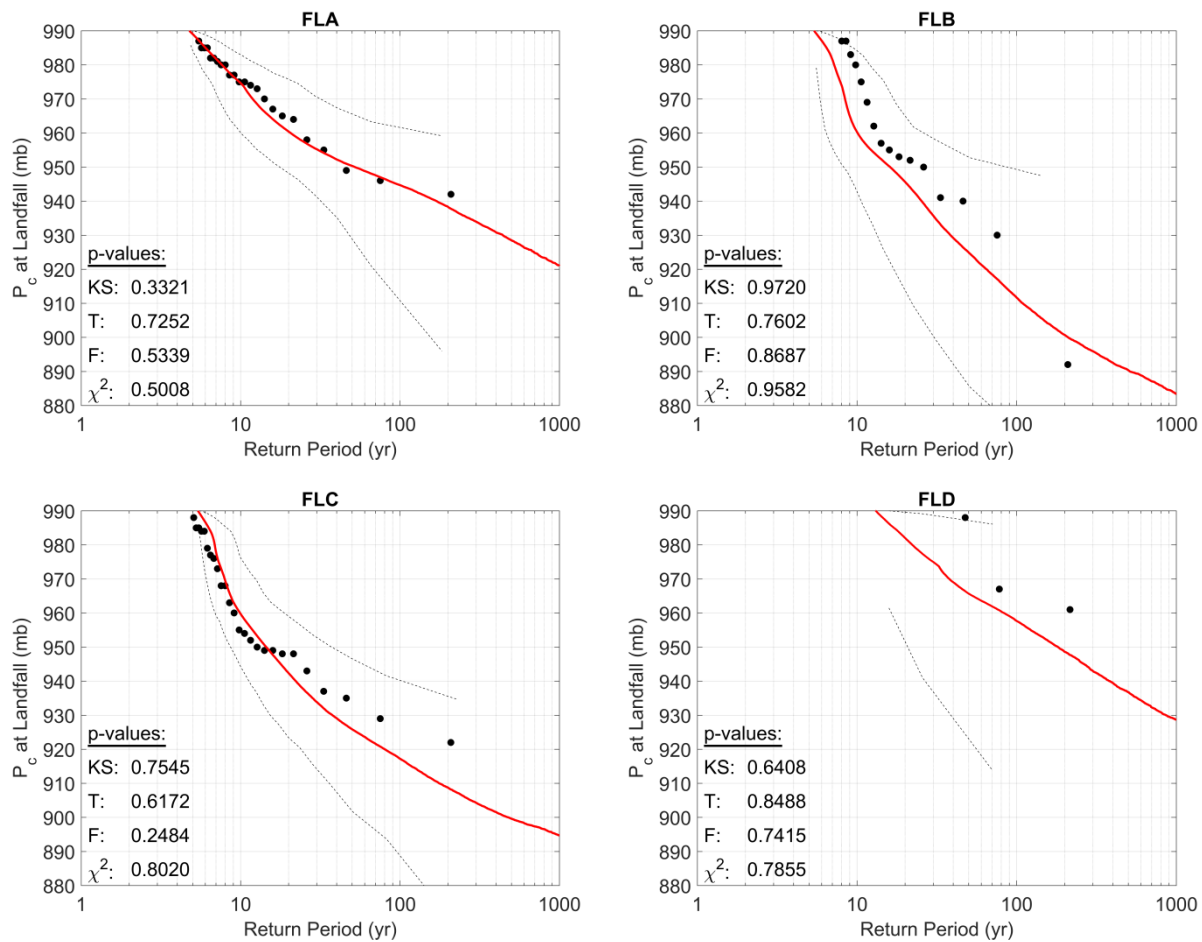 FLA
990
980
970
960
950
940
930
920
910
900
890
880
P_c at Landfall (mb)
p-values:
KS: 0.3321
T: 0.7252
F: 0.5339
χ²: 0.5008
1 10 100 1000
Return Period (yr)
FLB
990
980
970
960
950
940
930
920
910
900
890
880
P_c at Landfall (mb)
p-values:
KS: 0.9720
T: 0.7602
F: 0.8687
χ²: 0.9582
1 10 100 1000
Return Period (yr)
FLC
990
980
970
960
950
940
930
920
910
900
890
880
P_c at Landfall (mb)
p-values:
KS: 0.7545
T: 0.6172
F: 0.2484
χ²: 0.8020
1 10 100 1000
Return Period (yr)
FLD
990
980
970
960
950
940
930
920
910
900
890
880
P_c at Landfall (mb)
p-values:
KS: 0.6408
T: 0.8488
F: 0.7415
χ²: 0.7855
1 10 100 1000
Return Period (yr)